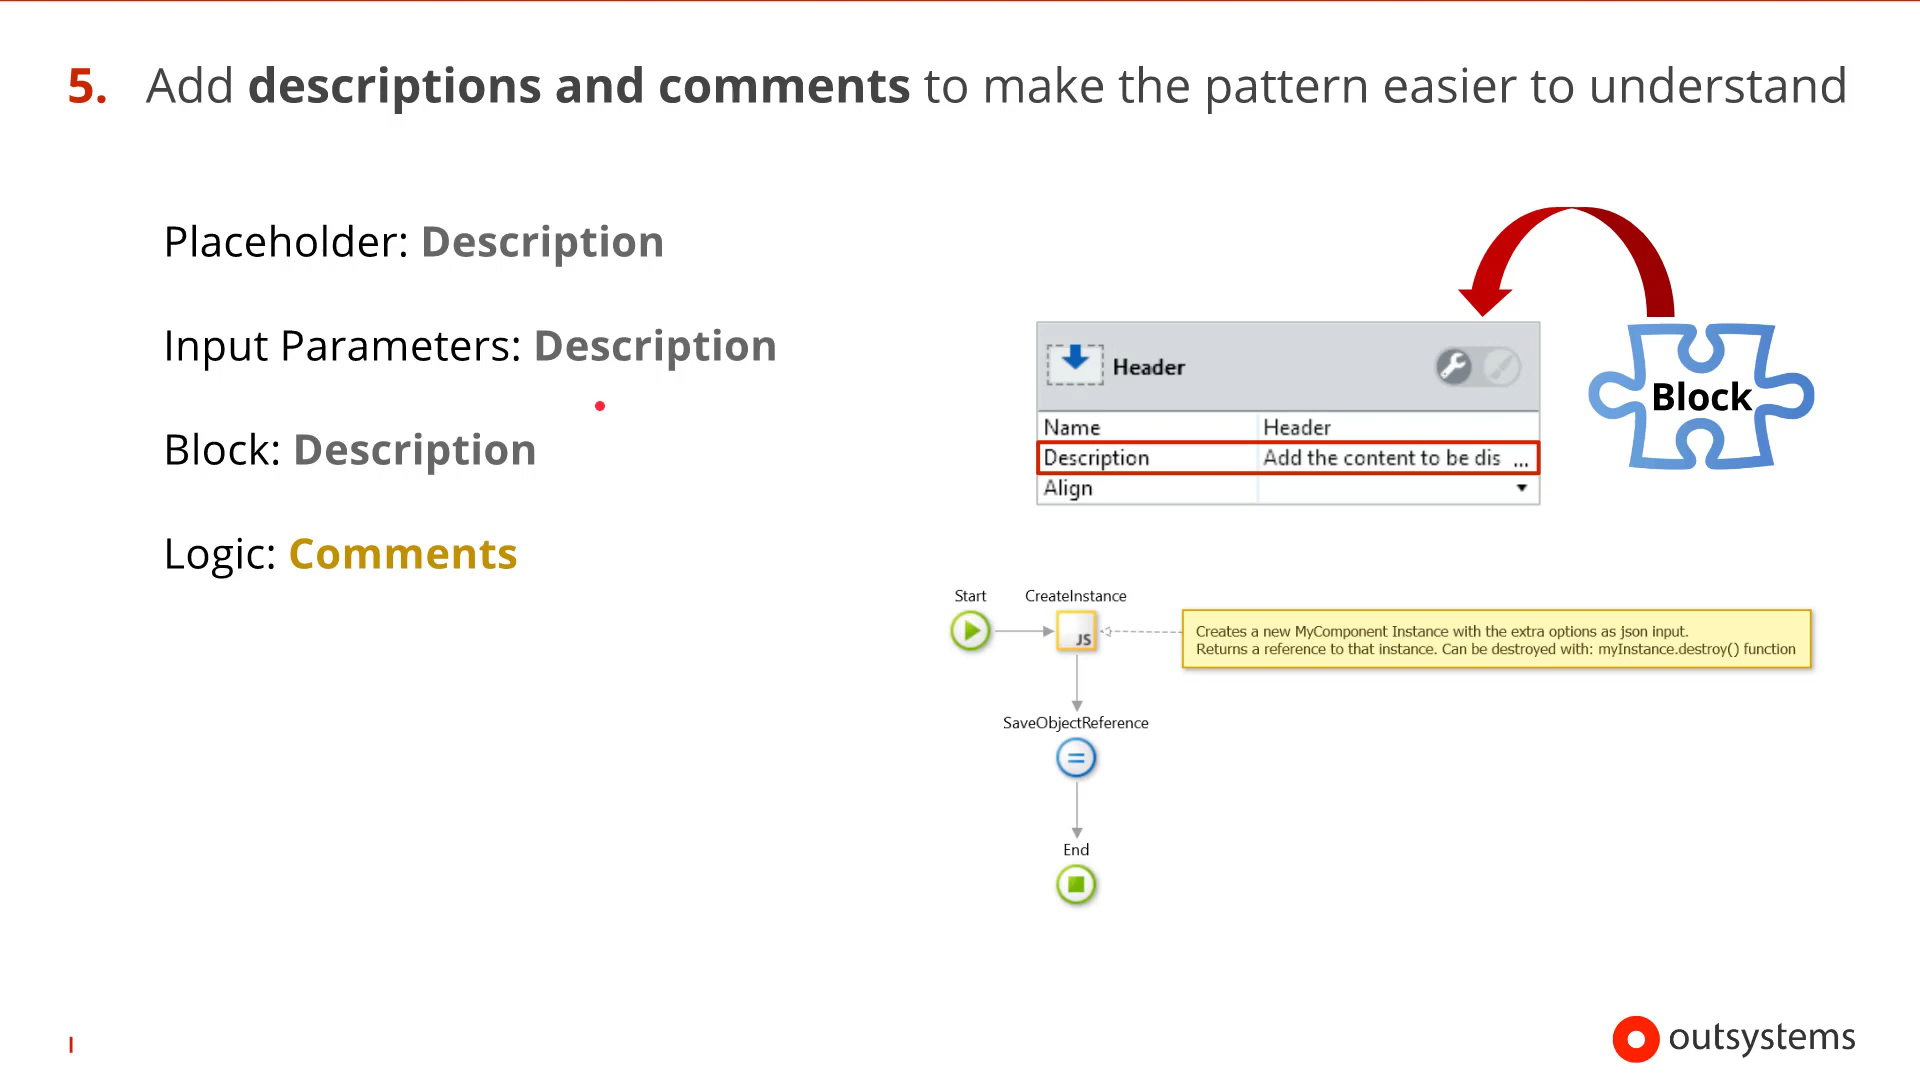 5. Add descriptions and comments to make the pattern easier to understand
Placeholder: Description
Input Parameters: Description
Block: Description
Logic: Comments
Header
Name Header
Description Add the content to be dis ...
Align
Block
Start CreateInstance
JS
Creates a new MyComponent Instance with the extra options as json input.
Returns a reference to that instance. Can be destroyed with: myInstance.destroy() function
SaveObjectReference
End
outsystems